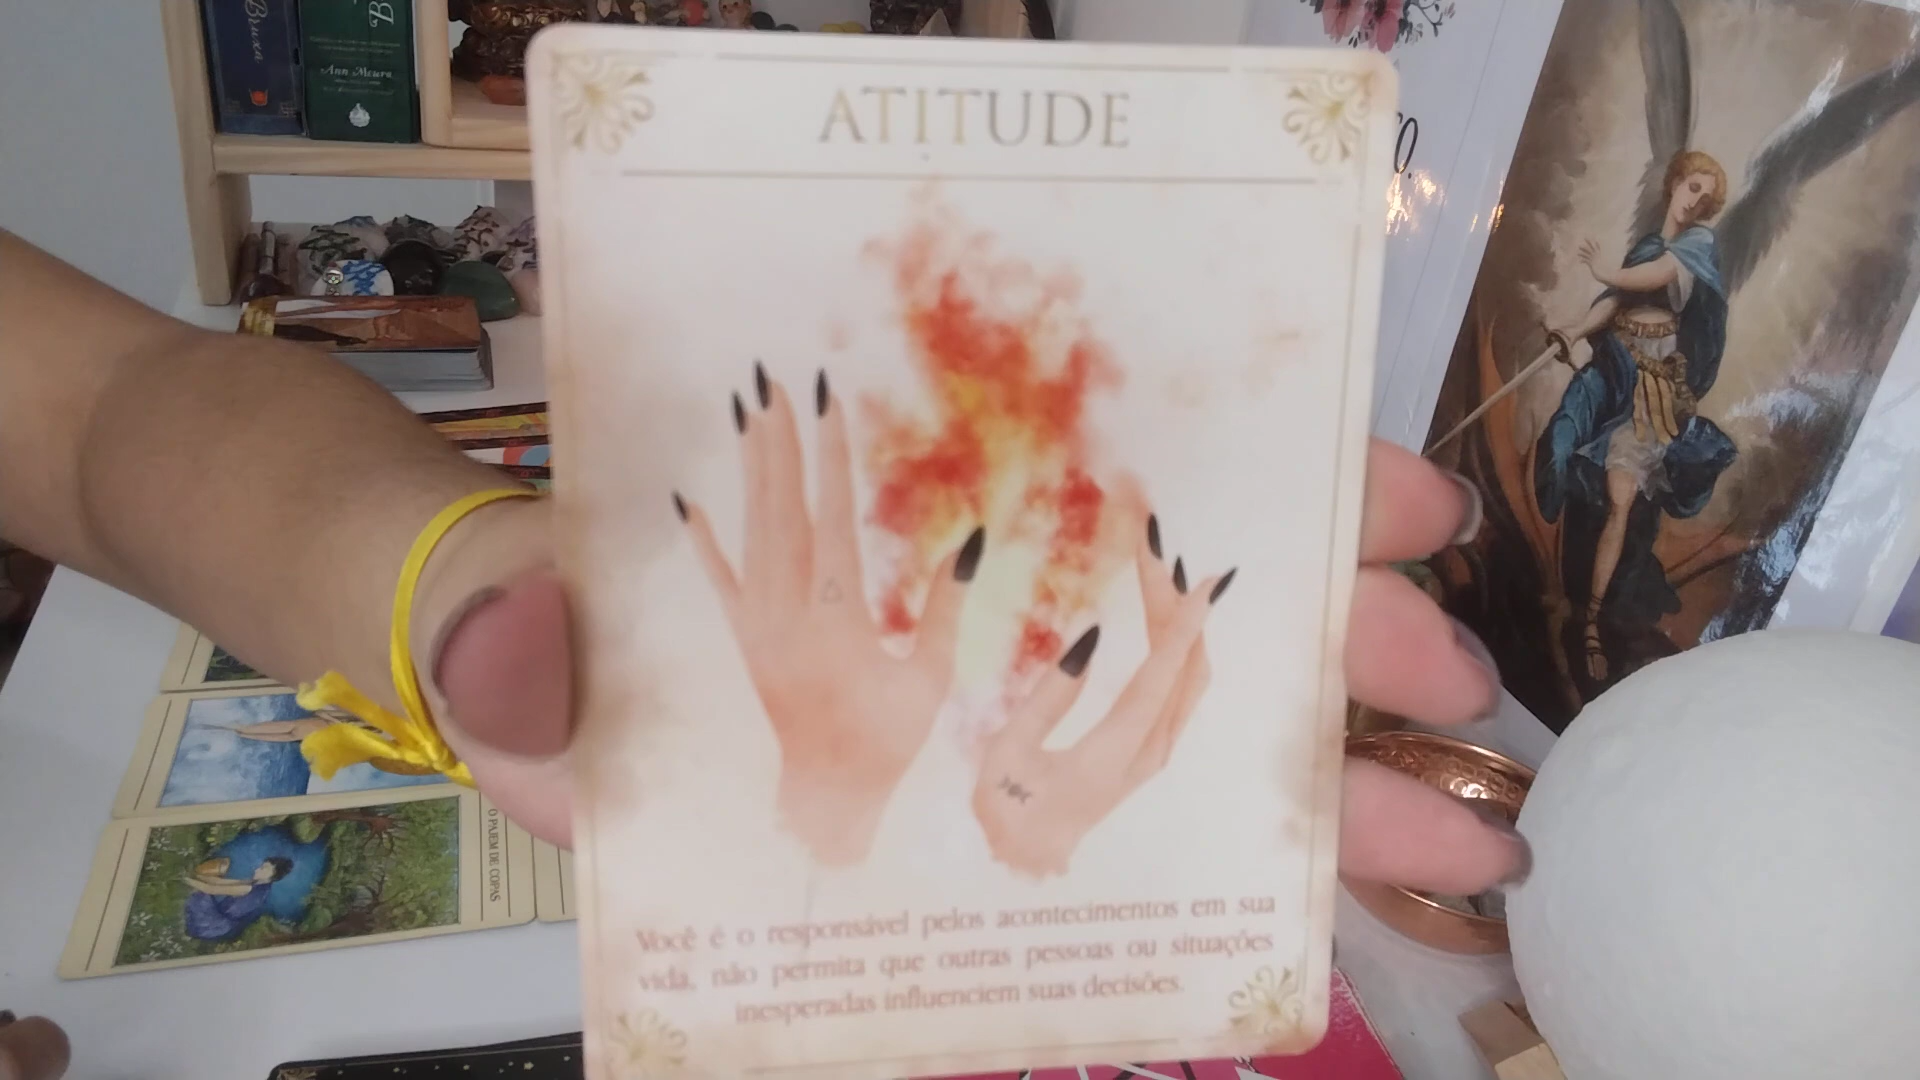 Bruxa
B
Ann Moura
O.
ATITUDE
Você é o responsável pelos acontecimentos em sua
vida, não permita que outras pessoas ou situações
inesperadas influenciem suas decisões.
O PAJEM DE COPAS